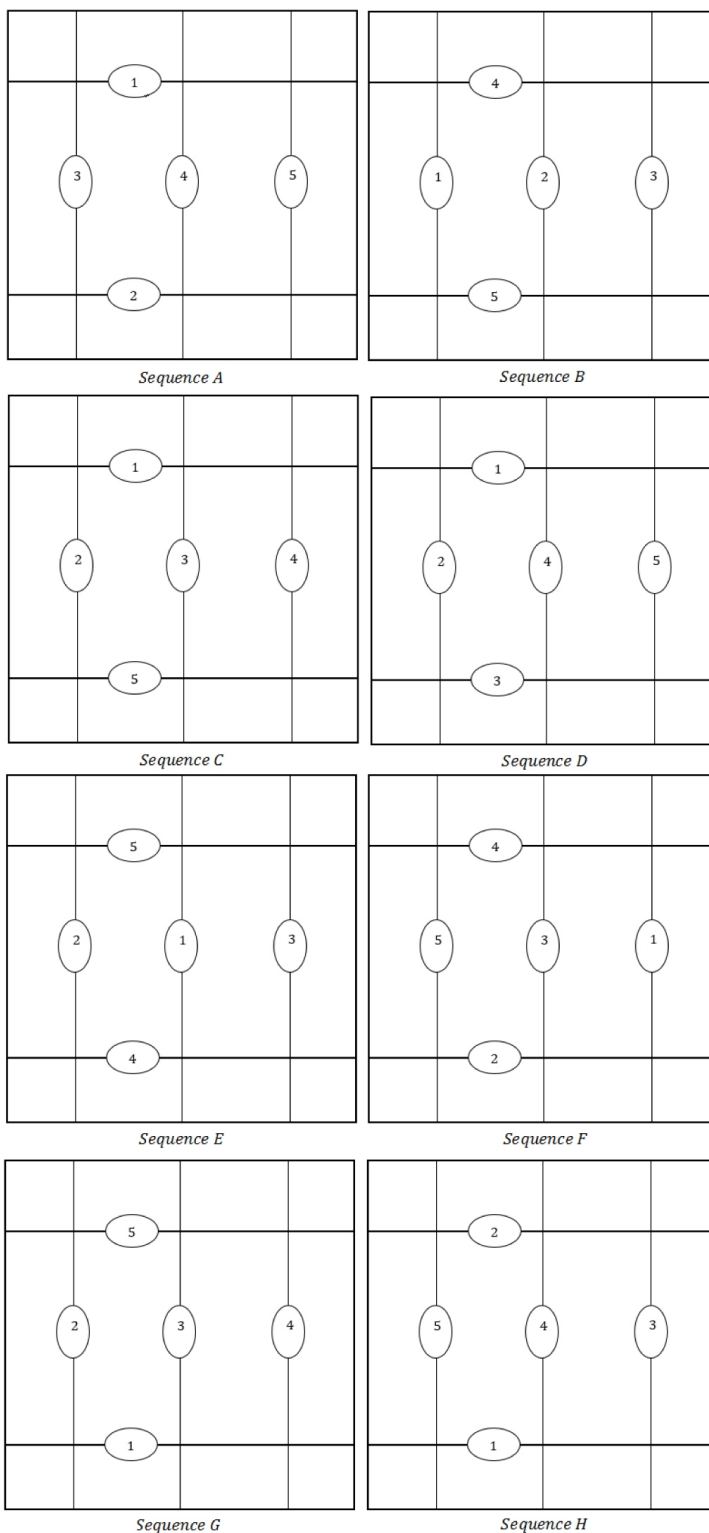 1 4
3 4 5 1 2 3
2 5
Sequence A Sequence B
1 1
2 3 4 2 4 5
5 3
Sequence C Sequence D
5 4
2 1 3 5 3 1
4 2
Sequence E Sequence F
5 2
2 3 4 5 4 3
1 1
Sequence G Sequence H